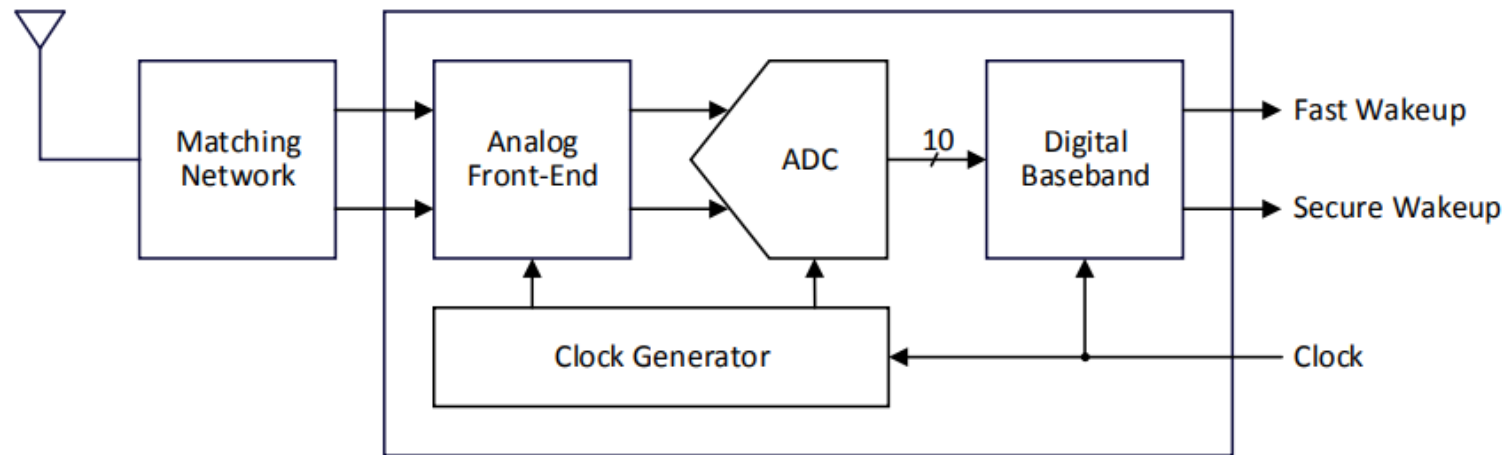 Matching
Network
Analog
Front-End
ADC
10
Digital
Baseband
Fast Wakeup
Secure Wakeup
Clock Generator
Clock